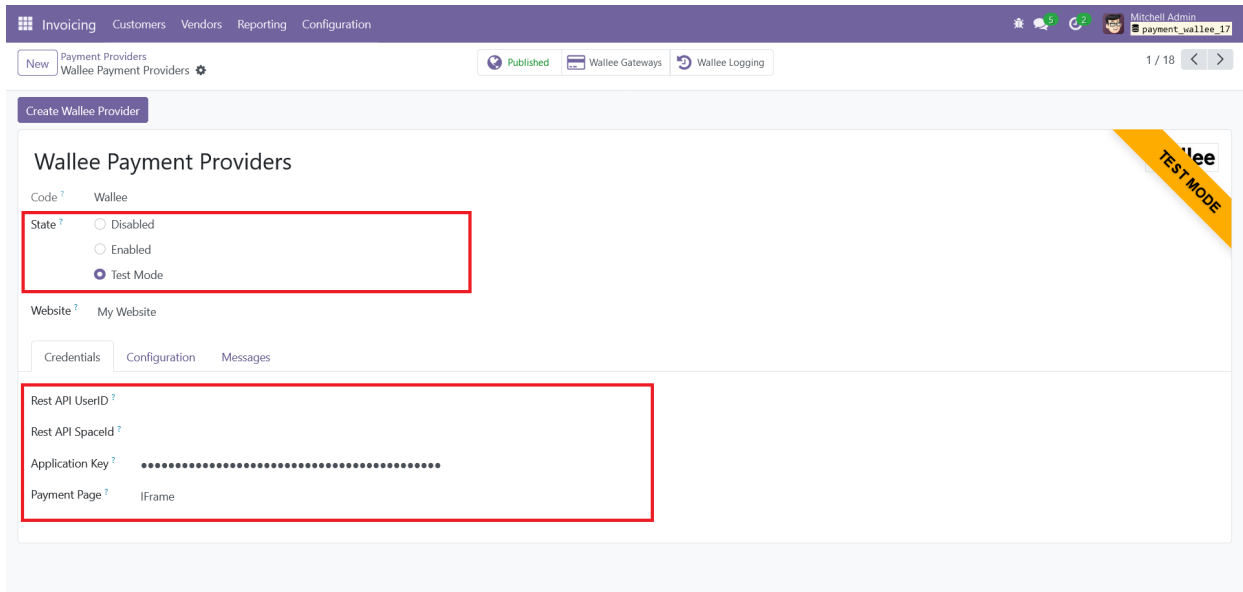 Invoicing Customers Vendors Reporting Configuration 5 2 Mitchell Admin
payment_wallee_17
New Payment Providers
Wallee Payment Providers
Published Wallee Gateways Wallee Logging 1 / 18
Create Wallee Provider
Wallee Payment Providers
TEST MODE
lee
Code ? Wallee
State ? Disabled
Enabled
Test Mode
Website ? My Website
Credentials Configuration Messages
Rest API UserID ?
Rest API SpaceId ?
Application Key ? ••••••••••••••••••••••••••••••••••••••••••••
Payment Page ? IFrame